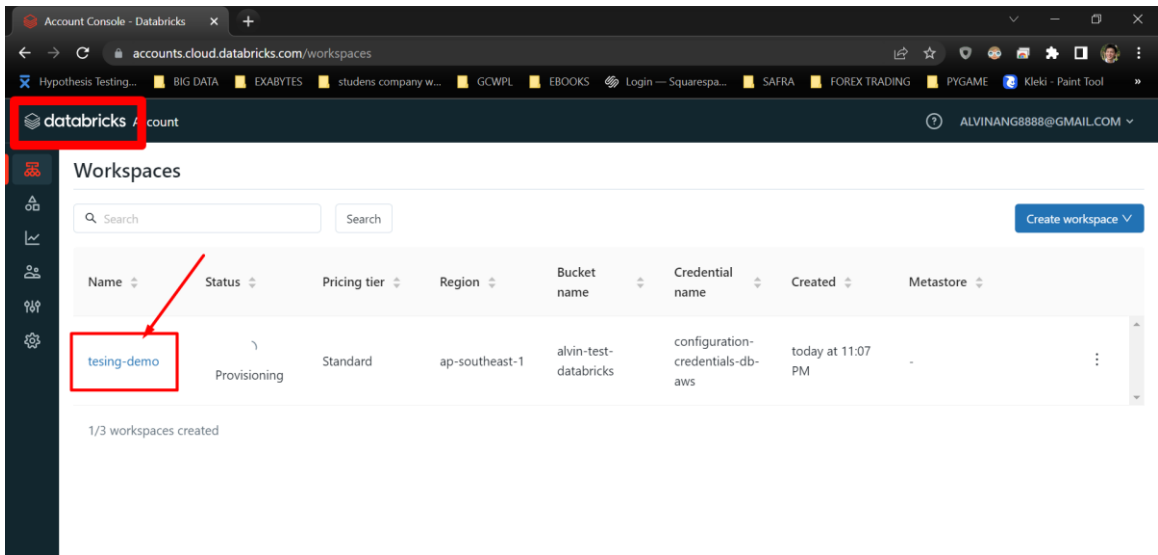 Account Console - Databricks
accounts.cloud.databricks.com/workspaces
Hypothesis Testing... BIG DATA EXABYTES studens company w... GCWPL EBOOKS Login — Squarespa... SAFRA FOREX TRADING PYGAME Kleki - Paint Tool »
databricks Account
ALVINANG8888@GMAIL.COM
Workspaces
Search Search Create workspace
Name Status Pricing tier Region Bucket name Credential name Created Metastore
tesing-demo Provisioning Standard ap-southeast-1 alvin-test-databricks configuration-credentials-db-aws today at 11:07 PM -
1/3 workspaces created